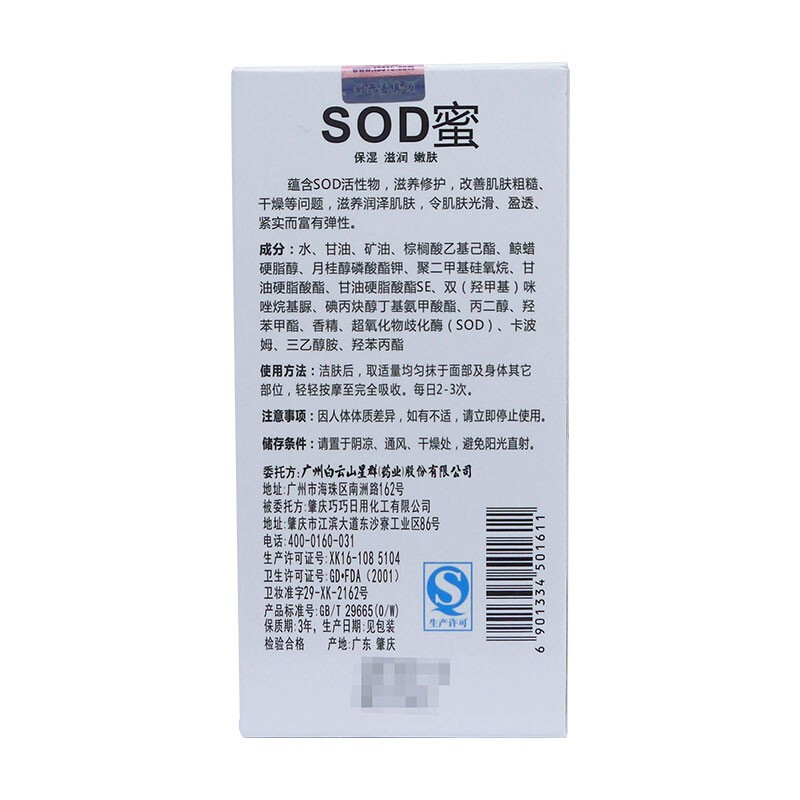 SOD蜜
保湿 滋润 嫩肤
蕴含SOD活性物，滋养修护，改善肌肤粗糙、
干燥等问题，滋养润泽肌肤，令肌肤光滑、盈透、
紧实而富有弹性。
成分：水、甘油、矿油、棕榈酸乙基己酯、鲸蜡
硬脂醇、月桂醇磷酸酯钾、聚二甲基硅氧烷、甘
油硬脂酸酯、甘油硬脂酸酯SE、双（羟甲基）咪
唑烷基脲、碘丙炔醇丁基氨甲酸酯、丙二醇、羟
苯甲酯、香精、超氧化物歧化酶（SOD）、卡波
姆、三乙醇胺、羟苯丙酯
使用方法：洁肤后，取适量均匀抹于面部及身体其它
部位，轻轻按摩至完全吸收。每日2-3次。
注意事项：因人体体质差异，如有不适，请立即停止使用。
储存条件：请置于阴凉、通风、干燥处，避免阳光直射。
委托方：广州白云山星群(药业)股份有限公司
地址：广州市海珠区南洲路162号
被委托方：肇庆巧巧日用化工有限公司
地址：肇庆市江滨大道东沙寮工业区86号
电话：400-0160-031
生产许可证号：XK16-108 5104
卫生许可证号：GD•FDA（2001）
卫妆准字29-XK-2162号
产品标准号：GB/T 29665(O/W)
保质期：3年，生产日期：见包装
检验合格 产地：广东 肇庆
生产许可
6 901334 501611